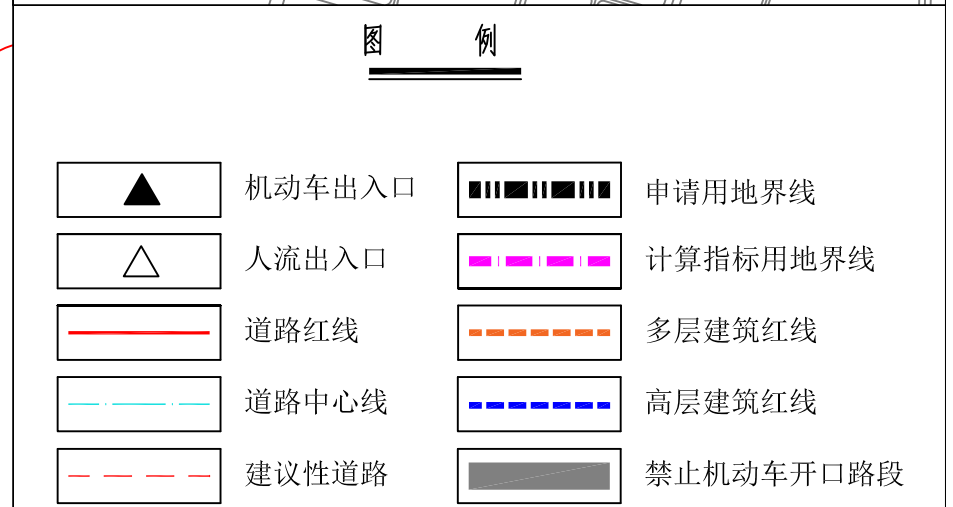 图 例
机动车出入口
申请用地界线
人流出入口
计算指标用地界线
道路红线
多层建筑红线
道路中心线
高层建筑红线
建议性道路
禁止机动车开口路段